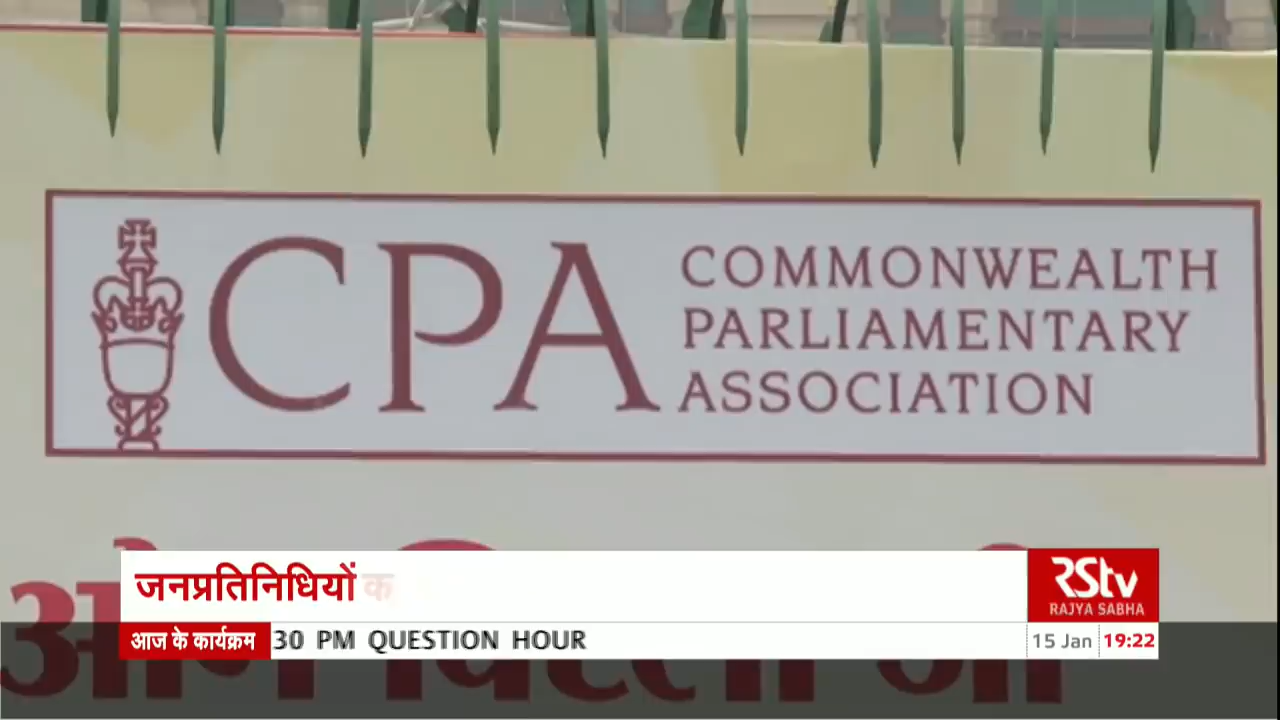 CPA
COMMONWEALTH
PARLIAMENTARY
ASSOCIATION
जनप्रतिनिधियों क
RStv
RAJYA SABHA
आज के कार्यक्रम
30 PM QUESTION HOUR
15 Jan
19:22